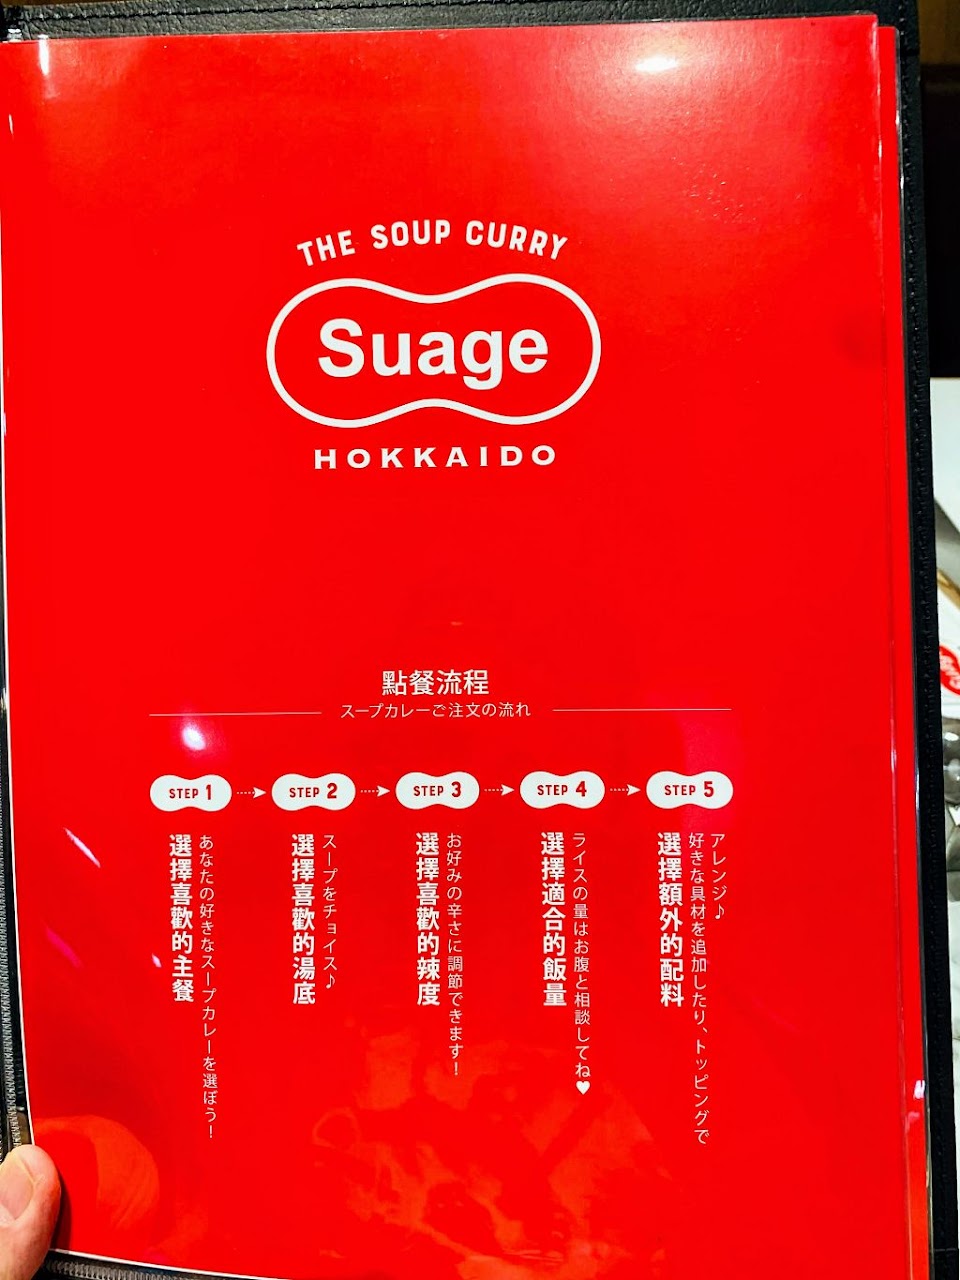 THE SOUP CURRY
Suage
HOKKAIDO
點餐流程
スープカレーご注文の流れ
STEP 1
選擇喜歡的主餐
あなたの好きなスープカレーを選ぼう！
STEP 2
選擇喜歡的湯底
スープをチョイス♪
STEP 3
選擇喜歡的辣度
お好みの辛さに調節できます！
STEP 4
選擇適合的飯量
ライスの量はお腹と相談してね♥
STEP 5
選擇額外的配料
好きな具材を追加したり、トッピングで
アレンジ♪